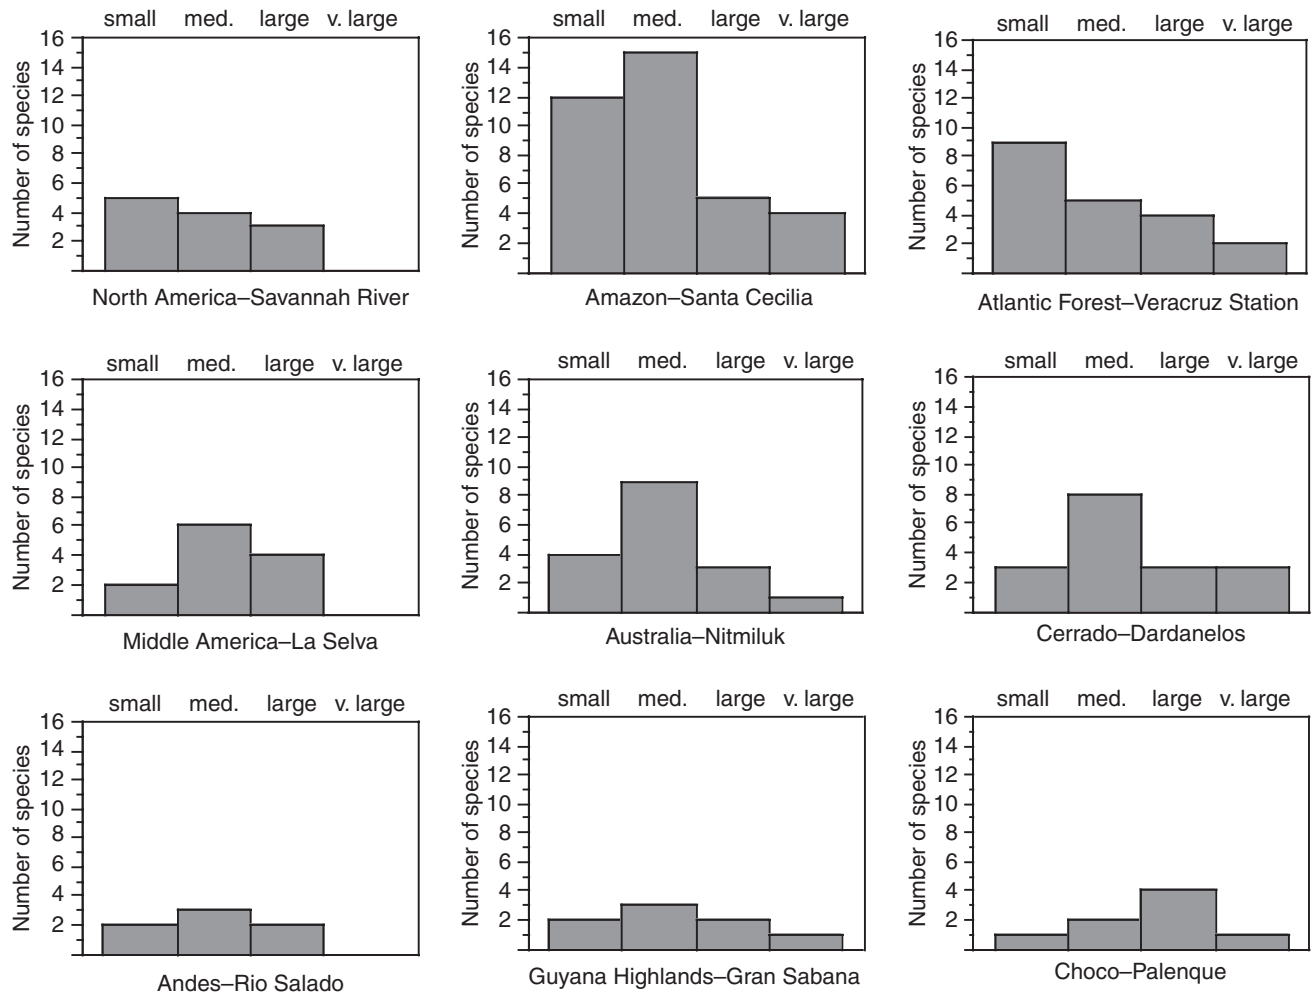 small med. large v. large
16
14
12
10
8
6
4
2
Number of species
North America–Savannah River
small med. large v. large
16
14
12
10
8
6
4
2
Number of species
Amazon–Santa Cecilia
small med. large v. large
16
14
12
10
8
6
4
2
Number of species
Atlantic Forest–Veracruz Station
small med. large v. large
16
14
12
10
8
6
4
2
Number of species
Middle America–La Selva
small med. large v. large
16
14
12
10
8
6
4
2
Number of species
Australia–Nitmiluk
small med. large v. large
16
14
12
10
8
6
4
2
Number of species
Cerrado–Dardanelos
small med. large v. large
16
14
12
10
8
6
4
2
Number of species
Andes–Rio Salado
small med. large v. large
16
14
12
10
8
6
4
2
Number of species
Guyana Highlands–Gran Sabana
small med. large v. large
16
14
12
10
8
6
4
2
Number of species
Choco–Palenque